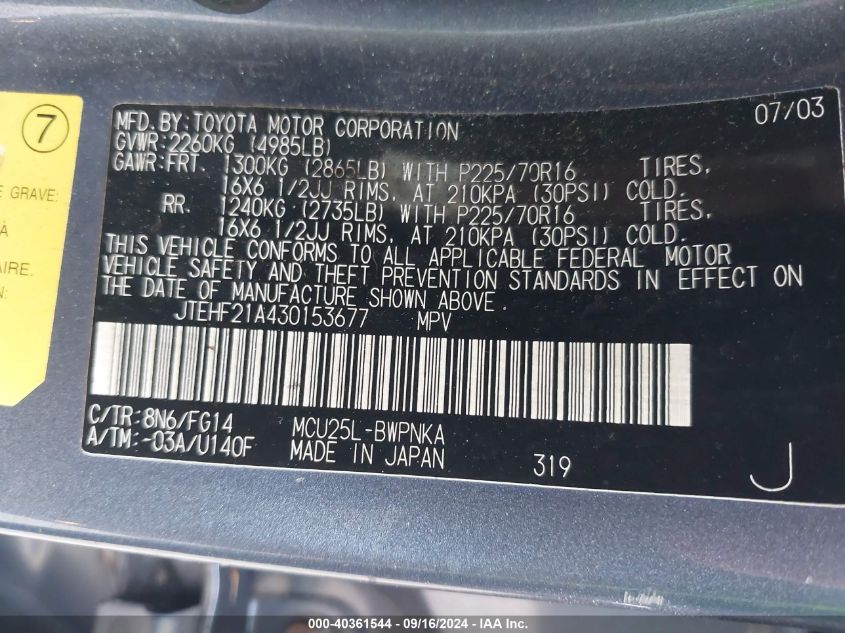 7
E GRAVE:
À
AIRE.
N:
MFD. BY: TOYOTA MOTOR CORPORATION 07/03
GVWR: 2260KG (4985LB)
GAWR: FRT. 1300KG (2865LB) WITH P225/70R16 TIRES,
16X6 1/2JJ RIMS, AT 210KPA (30PSI) COLD.
RR. 1240KG (2735LB) WITH P225/70R16 TIRES,
16X6 1/2JJ RIMS, AT 210KPA (30PSI) COLD.
THIS VEHICLE CONFORMS TO ALL APPLICABLE FEDERAL MOTOR
VEHICLE SAFETY AND THEFT PREVENTION STANDARDS IN EFFECT ON
THE DATE OF MANUFACTURE SHOWN ABOVE.
JTEHF21A430153677 MPV
C/TR: 8N6/FG14 MCU25L-BWPNKA
A/TM: -03A/U140F MADE IN JAPAN 319 J
000-40361544 - 09/16/2024 - IAA Inc.